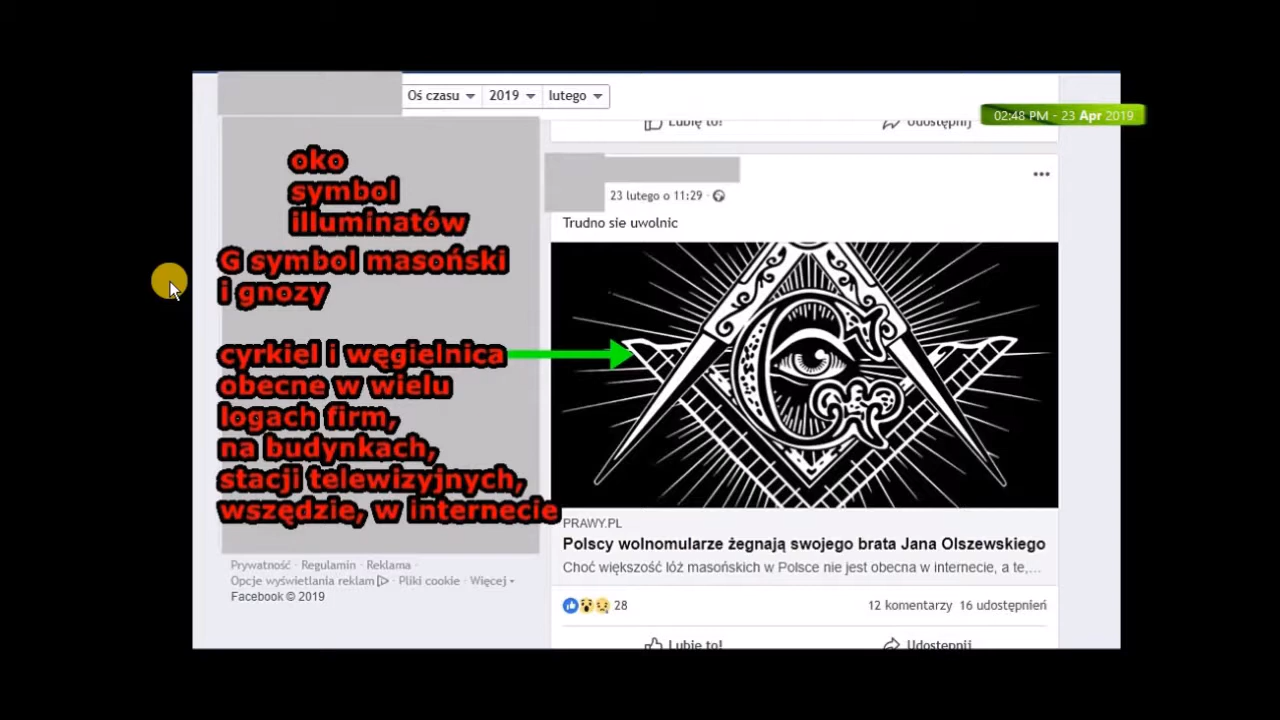 Oś czasu
2019
lutego
02:48 PM - 23 Apr 2019
Lubię to!
Udostępnij
oko
symbol
illuminatów
G symbol masoński
i gnozy
cyrkiel i węgielnica
obecne w wielu
logach firm,
na budynkach,
stacji telewizyjnych,
wszędzie, w internecie
Prywatność · Regulamin · Reklama ·
Opcje wyświetlania reklam · Pliki cookie · Więcej
Facebook © 2019
23 lutego o 11:29 ·
Trudno sie uwolnic
G
PRAWY.PL
Polscy wolnomularze żegnają swojego brata Jana Olszewskiego
Choć większość lóż masońskich w Polsce nie jest obecna w internecie, a te,...
28
12 komentarzy 16 udostępnień
Lubię to!
Udostępnij